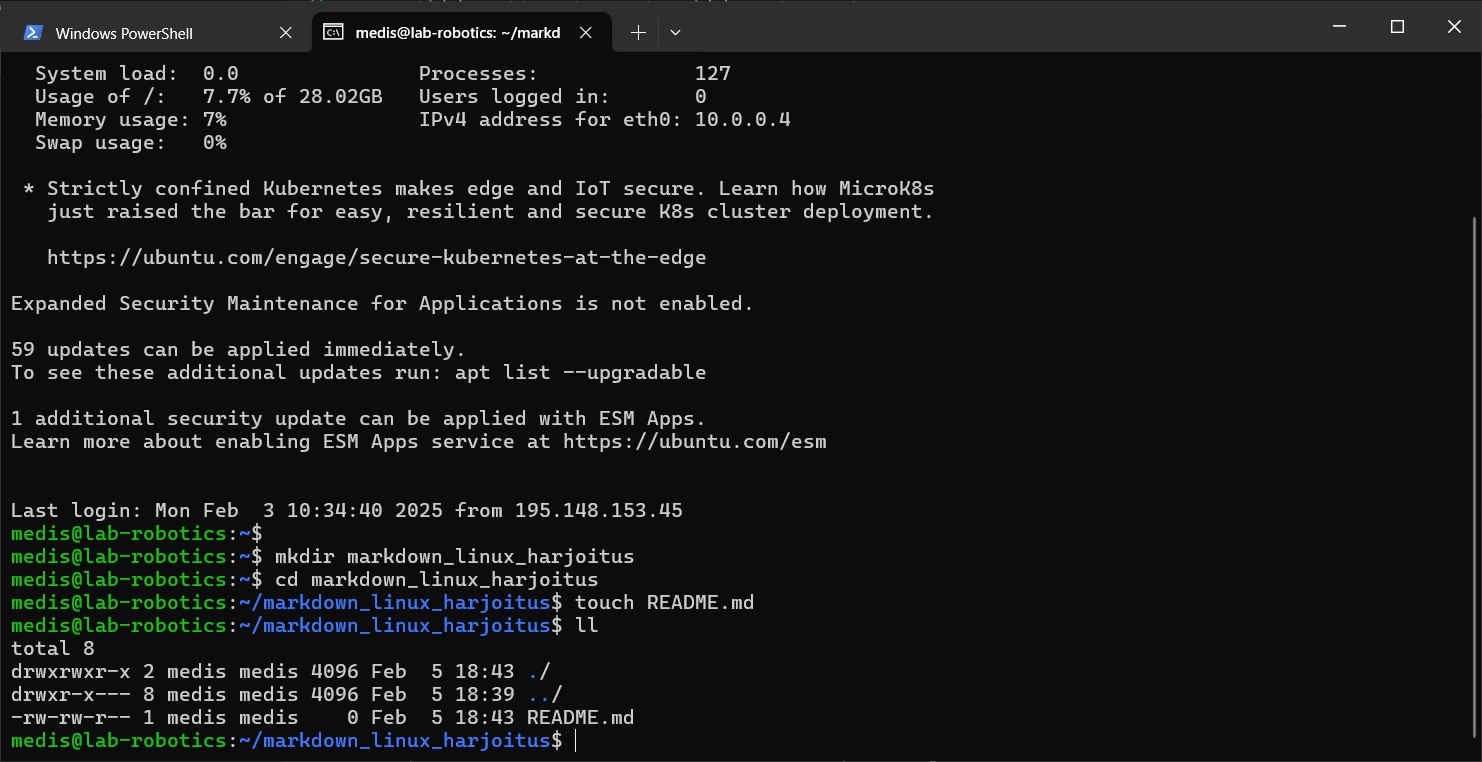 Windows PowerShell
medis@lab-robotics: ~/markd
System load:  0.0               Processes:             127
Usage of /:   7.7% of 28.02GB   Users logged in:       0
Memory usage: 7%                IPv4 address for eth0: 10.0.0.4
Swap usage:   0%
* Strictly confined Kubernetes makes edge and IoT secure. Learn how MicroK8s
just raised the bar for easy, resilient and secure K8s cluster deployment.
https://ubuntu.com/engage/secure-kubernetes-at-the-edge
Expanded Security Maintenance for Applications is not enabled.
59 updates can be applied immediately.
To see these additional updates run: apt list --upgradable
1 additional security update can be applied with ESM Apps.
Learn more about enabling ESM Apps service at https://ubuntu.com/esm
Last login: Mon Feb  3 10:34:40 2025 from 195.148.153.45
medis@lab-robotics:~$
medis@lab-robotics:~$ mkdir markdown_linux_harjoitus
medis@lab-robotics:~$ cd markdown_linux_harjoitus
medis@lab-robotics:~/markdown_linux_harjoitus$ touch README.md
medis@lab-robotics:~/markdown_linux_harjoitus$ ll
total 8
drwxrwxr-x 2 medis medis 4096 Feb  5 18:43 ./
drwxr-x--- 8 medis medis 4096 Feb  5 18:39 ../
-rw-rw-r-- 1 medis medis    0 Feb  5 18:43 README.md
medis@lab-robotics:~/markdown_linux_harjoitus$